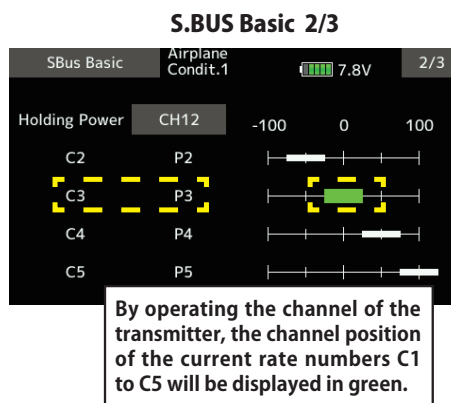 S.BUS Basic 2/3
SBus Basic Airplane Condit.1 7.8V 2/3
Holding Power CH12 -100 0 100
C2 P2
C3 P3
C4 P4
C5 P5
By operating the channel of the
transmitter, the channel position
of the current rate numbers C1
to C5 will be displayed in green.